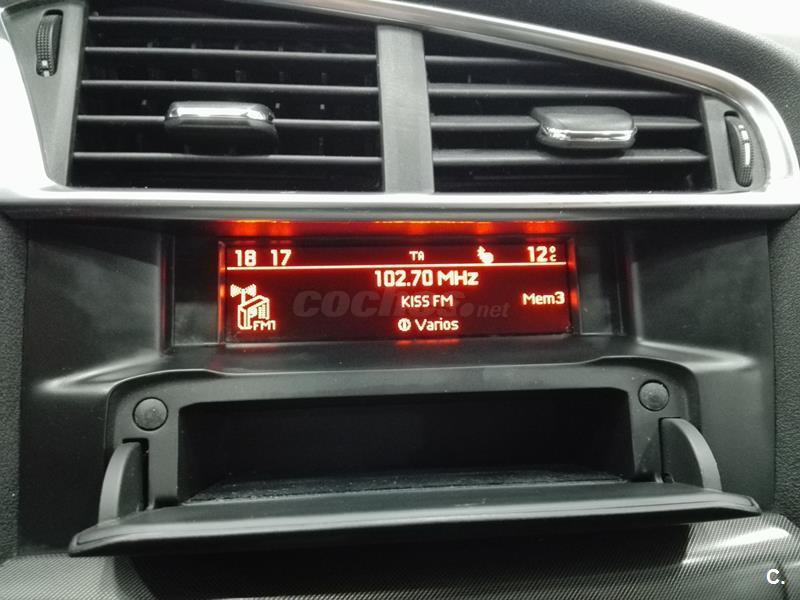 18 17 TA 12°C
102.70 MHz
KISS FM Mem3
FM1
Varios
coches.net
C.